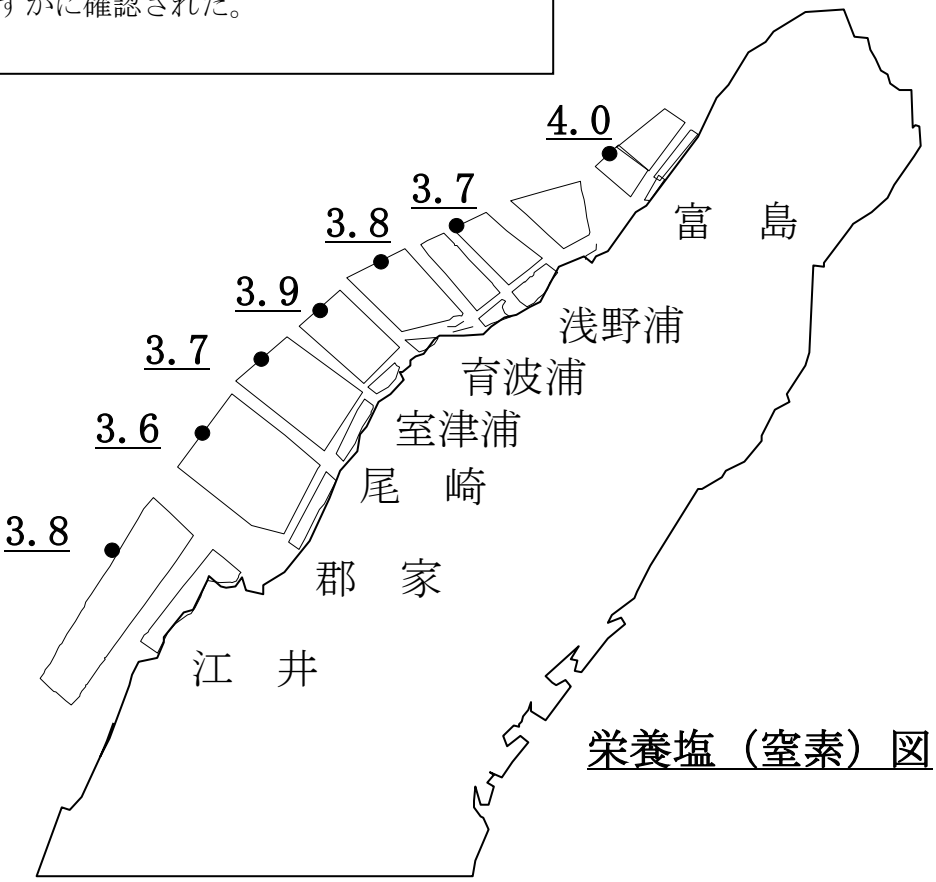 ずかに確認された。
4.0
3.7
3.8
3.9
3.7
3.6
3.8
富 島
浅野浦
育波浦
室津浦
尾 崎
郡 家
江 井
栄養塩（窒素）図